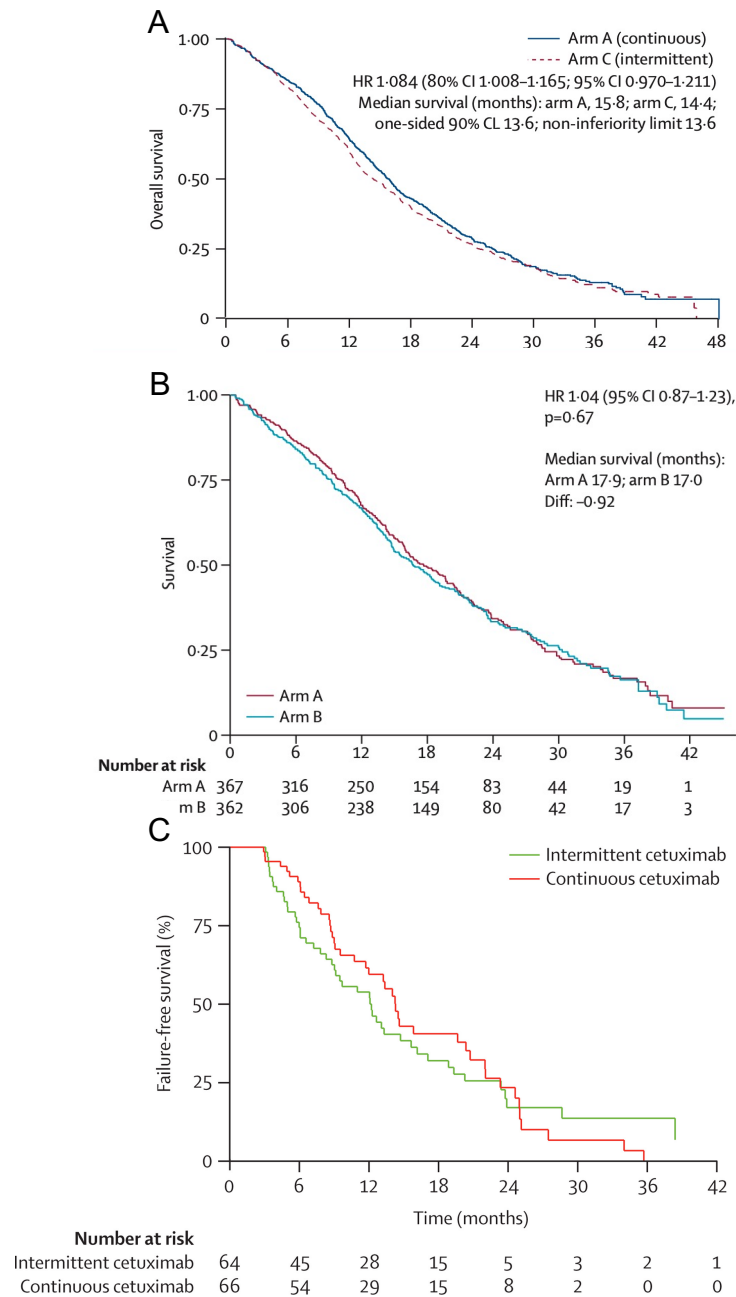 A
1·00
0·75
0·50
0·25
0
Overall survival
Arm A (continuous)
Arm C (intermittent)
HR 1·084 (80% CI 1·008–1·165; 95% CI 0·970–1·211)
Median survival (months): arm A, 15·8; arm C, 14·4;
one-sided 90% CL 13·6; non-inferiority limit 13·6
0 6 12 18 24 30 36 42 48
B
1·00
0·75
0·50
0·25
0
Survival
HR 1·04 (95% CI 0·87–1·23),
p=0·67
Median survival (months):
Arm A 17·9; arm B 17·0
Diff: –0·92
Arm A
Arm B
0 6 12 18 24 30 36 42
Number at risk
Arm A 367 316 250 154 83 44 19 1
m B 362 306 238 149 80 42 17 3
C
100
75
50
25
0
Failure-free survival (%)
Intermittent cetuximab
Continuous cetuximab
0 6 12 18 24 30 36 42
Time (months)
Number at risk
Intermittent cetuximab 64 45 28 15 5 3 2 1
Continuous cetuximab 66 54 29 15 8 2 0 0